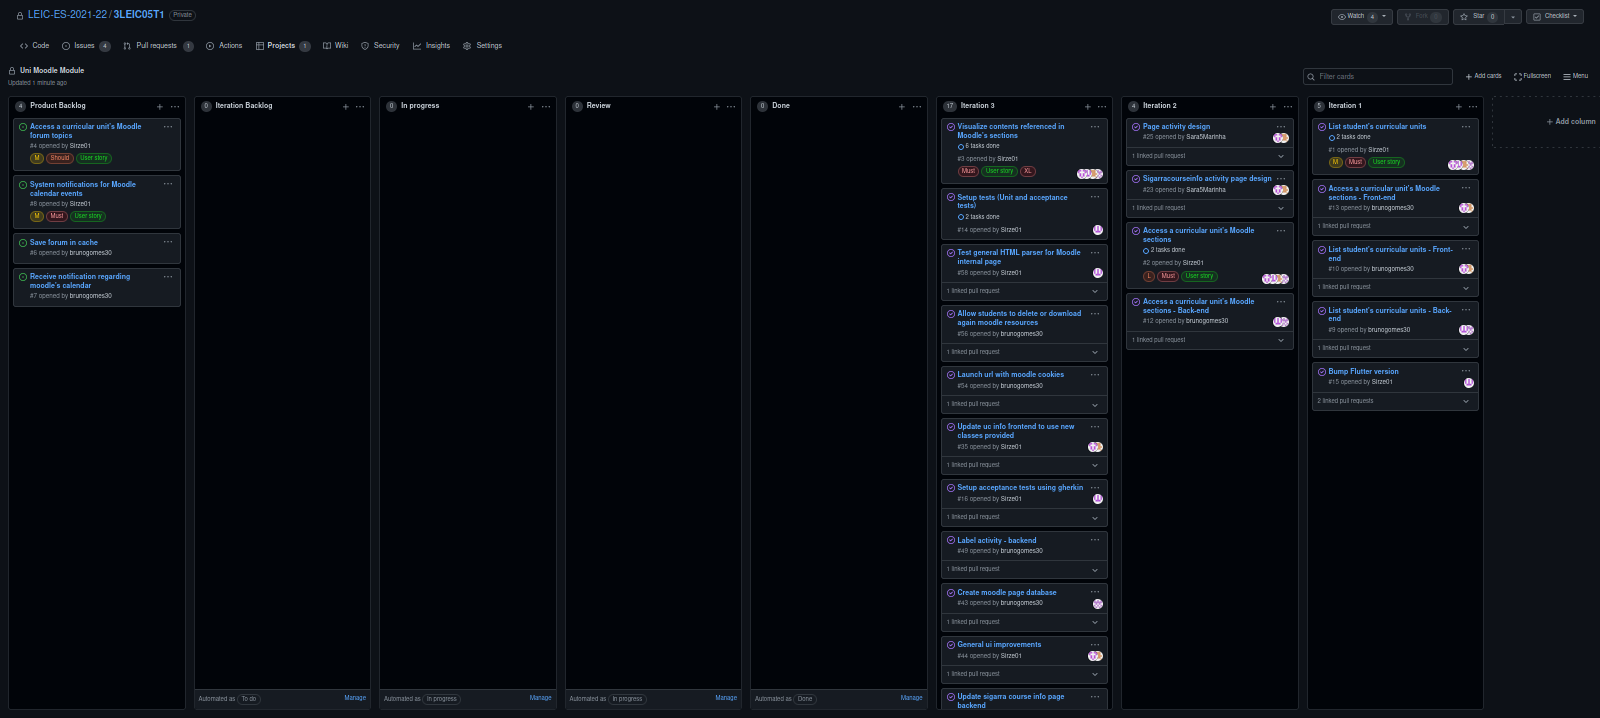 LEIC-ES-2021-22 / 3LEIC05T1 Private
Watch 4
Fork 0
Star 0
Checklist
Code
Issues 4
Pull requests 1
Actions
Projects 1
Wiki
Security
Insights
Settings
Uni Moodle Module
Updated 1 minute ago
Filter cards
+ Add cards
Fullscreen
Menu
4 Product Backlog
Access a curricular unit's Moodle
forum topics
#4 opened by Sirze01
M Should User story
System notifications for Moodle
calendar events
#8 opened by Sirze01
M Must User story
Save forum in cache
#6 opened by brunogomes30
Receive notification regarding
moodle's calendar
#7 opened by brunogomes30
0 Iteration Backlog
Automated as To do
Manage
0 In progress
Automated as In progress
Manage
0 Review
Automated as In progress
Manage
0 Done
Automated as Done
Manage
17 Iteration 3
Visualize contents referenced in
Moodle's sections
6 tasks done
#3 opened by Sirze01
Must User story XL
Setup tests (Unit and acceptance
tests)
2 tasks done
#14 opened by Sirze01
Test general HTML parser for Moodle
internal page
#58 opened by Sirze01
1 linked pull request
Allow students to delete or download
again moodle resources
#56 opened by brunogomes30
1 linked pull request
Launch url with moodle cookies
#54 opened by brunogomes30
1 linked pull request
Update uc info frontend to use new
classes provided
#35 opened by Sirze01
1 linked pull request
Setup acceptance tests using gherkin
#16 opened by Sirze01
1 linked pull request
Label activity - backend
#49 opened by brunogomes30
1 linked pull request
Create moodle page database
#43 opened by brunogomes30
1 linked pull request
General ui improvements
#44 opened by Sirze01
1 linked pull request
Update sigarra course info page
backend
4 Iteration 2
Page activity design
#25 opened by Sara5Marinha
1 linked pull request
Sigarracourseinfo activity page design
#23 opened by Sara5Marinha
1 linked pull request
Access a curricular unit's Moodle
sections
2 tasks done
#2 opened by Sirze01
L Must User story
Access a curricular unit's Moodle
sections - Back-end
#12 opened by brunogomes30
1 linked pull request
5 Iteration 1
List student's curricular units
2 tasks done
#1 opened by Sirze01
M Must User story
Access a curricular unit's Moodle
sections - Front-end
#13 opened by brunogomes30
1 linked pull request
List student's curricular units - Front-
end
#10 opened by brunogomes30
1 linked pull request
List student's curricular units - Back-
end
#9 opened by brunogomes30
1 linked pull request
Bump Flutter version
#15 opened by Sirze01
2 linked pull requests
+ Add column